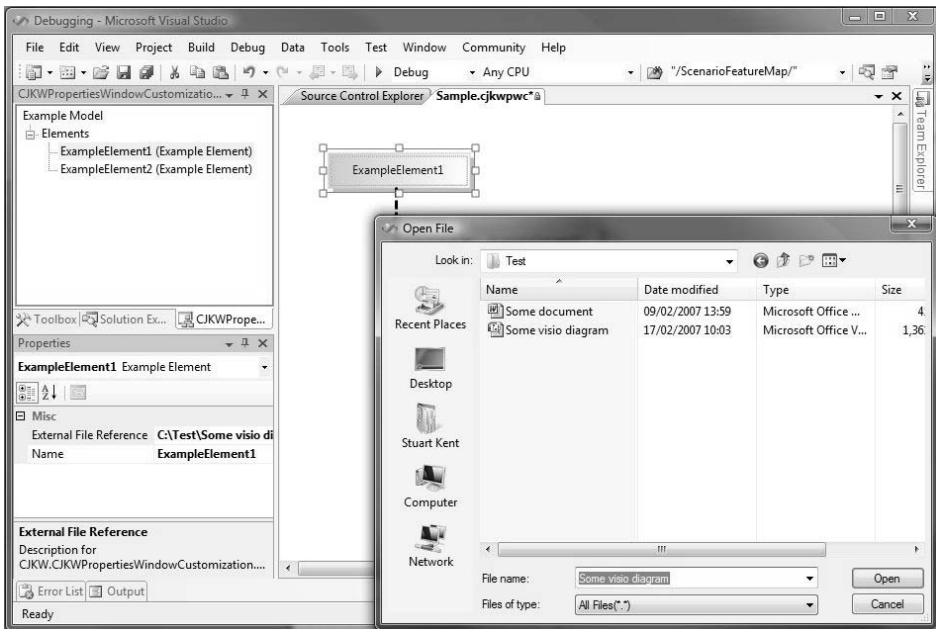 Debugging - Microsoft Visual Studio
File Edit View Project Build Debug Data Tools Test Window Community Help
Debug Any CPU "/ScenarioFeatureMap/"
CJKWPropertiesWindowCustomizatio...
Source Control Explorer Sample.cjkwpwc*
Team Explorer
Example Model
Elements
ExampleElement1 (Example Element)
ExampleElement2 (Example Element)
ExampleElement1
Toolbox Solution Ex... CJKWPrope...
Properties
ExampleElement1 Example Element
Misc
External File Reference C:\Test\Some visio di
Name ExampleElement1
External File Reference
Description for
CJKW.CJKWPropertiesWindowCustomization....
Error List Output
Ready
Open File
Look in: Test
Name Date modified Type Size
Some document 09/02/2007 13:59 Microsoft Office ... 4
Some visio diagram 17/02/2007 10:03 Microsoft Office V... 1,36
Recent Places
Desktop
Stuart Kent
Computer
Network
File name: Some visio diagram Open
Files of type: All Files(*.*) Cancel